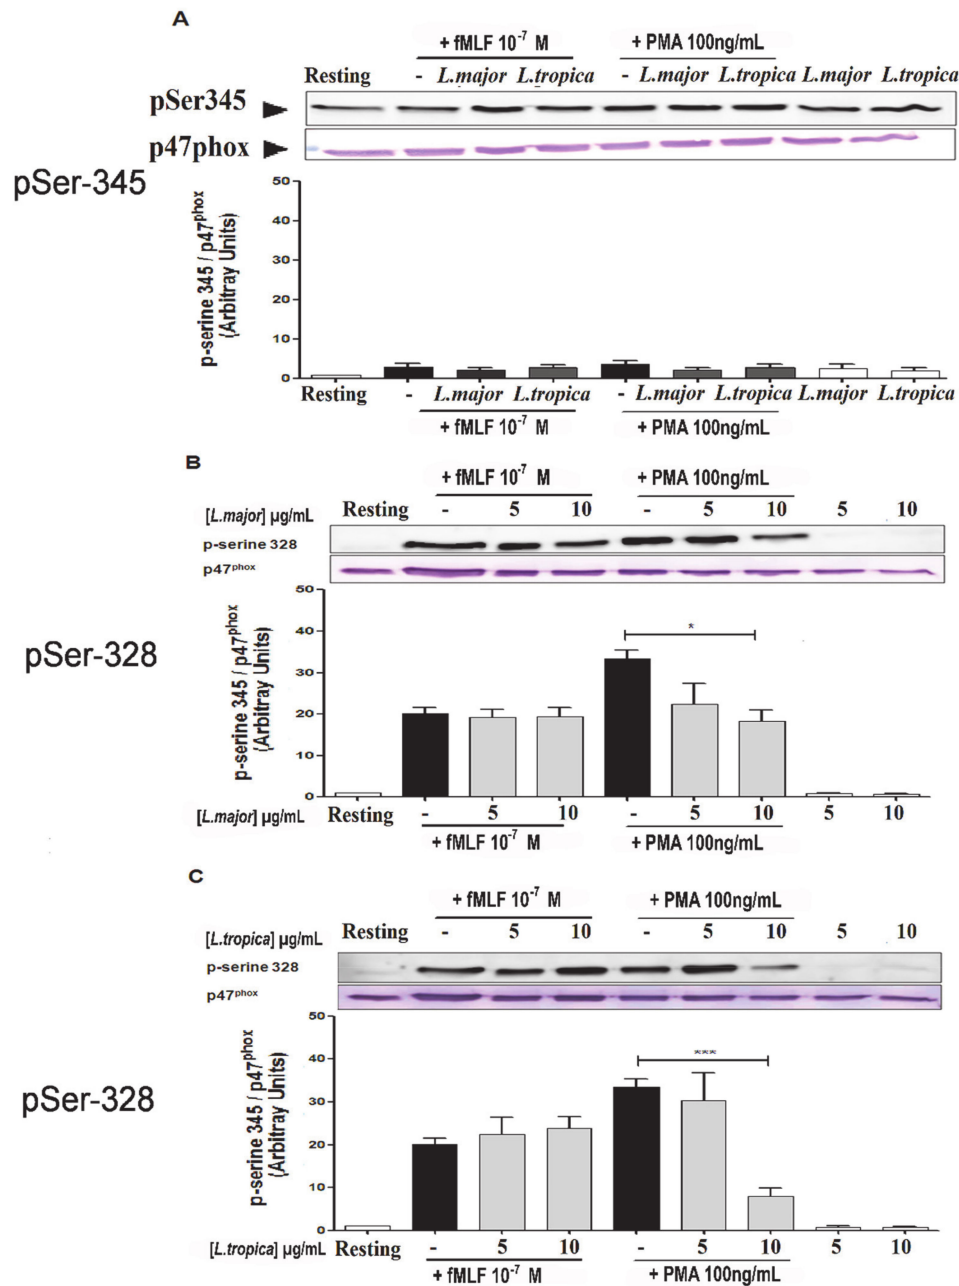 A
+ fMLF 10⁻⁷ M + PMA 100ng/mL
Resting - L.major L.tropica - L.major L.tropica L.major L.tropica
pSer345
p47phox
pSer-345
p-serine 345 / p47phox
(Arbitray Units)
50
40
30
20
10
0
Resting - L.major L.tropica - L.major L.tropica L.major L.tropica
+ fMLF 10⁻⁷ M + PMA 100ng/mL
B
+ fMLF 10⁻⁷ M + PMA 100ng/mL
[L.major] µg/mL Resting - 5 10 - 5 10 5 10
p-serine 328
p47phox
pSer-328
p-serine 345 / p47phox
(Arbitray Units)
50
40
30
20
10
0
*
[L.major] µg/mL Resting - 5 10 - 5 10 5 10
+ fMLF 10⁻⁷ M + PMA 100ng/mL
C
+ fMLF 10⁻⁷ M + PMA 100ng/mL
[L.tropica] µg/mL Resting - 5 10 - 5 10 5 10
p-serine 328
p47phox
pSer-328
p-serine 345 / p47phox
(Arbitray Units)
50
40
30
20
10
0
***
[L.tropica] µg/mL Resting - 5 10 - 5 10 5 10
+ fMLF 10⁻⁷ M + PMA 100ng/mL